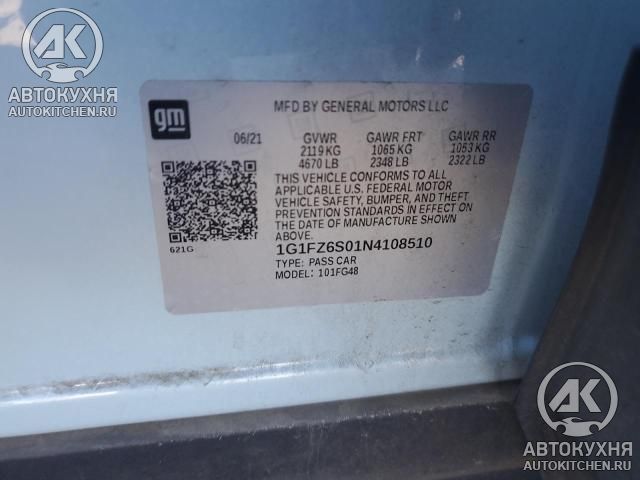 AK
АВТОКУХНЯ
AUTOKITCHEN.RU
gm
MFD BY GENERAL MOTORS LLC
06/21 GVWR GAWR FRT GAWR RR
2119 KG 1065 KG 1053 KG
4670 LB 2348 LB 2322 LB
THIS VEHICLE CONFORMS TO ALL
APPLICABLE U.S. FEDERAL MOTOR
VEHICLE SAFETY, BUMPER, AND THEFT
PREVENTION STANDARDS IN EFFECT ON
THE DATE OF MANUFACTURE SHOWN
ABOVE.
621G
1G1FZ6S01N4108510
TYPE: PASS CAR
MODEL: 101FG48
AK
АВТОКУХНЯ
AUTOKITCHEN.RU